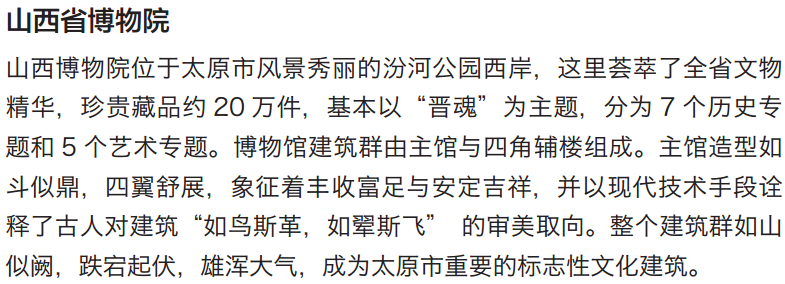 山西省博物院
山西博物院位于太原市风景秀丽的汾河公园西岸，这里荟萃了全省文物
精华，珍贵藏品约 20 万件，基本以“晋魂”为主题，分为 7 个历史专
题和 5 个艺术专题。博物馆建筑群由主馆与四角辅楼组成。主馆造型如
斗似鼎，四翼舒展，象征着丰收富足与安定吉祥，并以现代技术手段诠
释了古人对建筑“如鸟斯革，如翚斯飞” 的审美取向。整个建筑群如山
似阙，跌宕起伏，雄浑大气，成为太原市重要的标志性文化建筑。